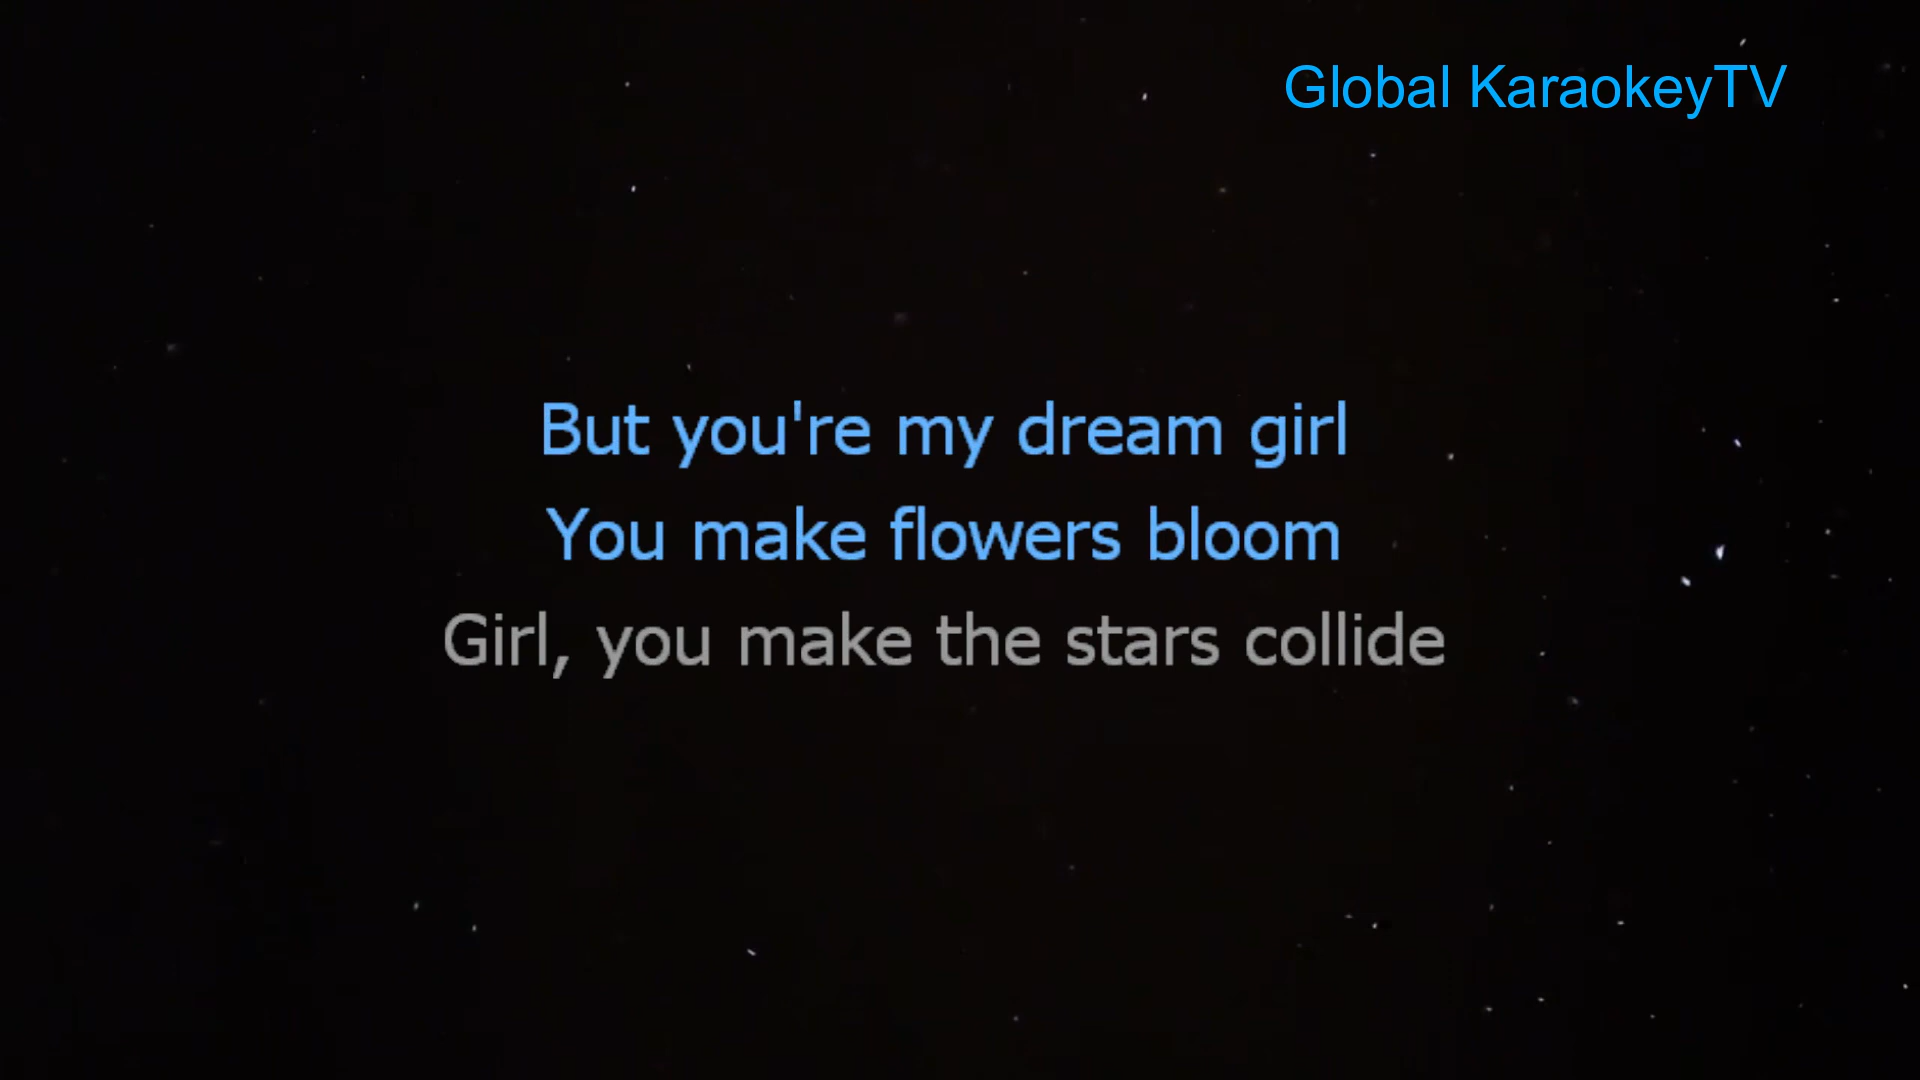 Global KaraokeyTV
But you're my dream girl
You make flowers bloom
Girl, you make the stars collide